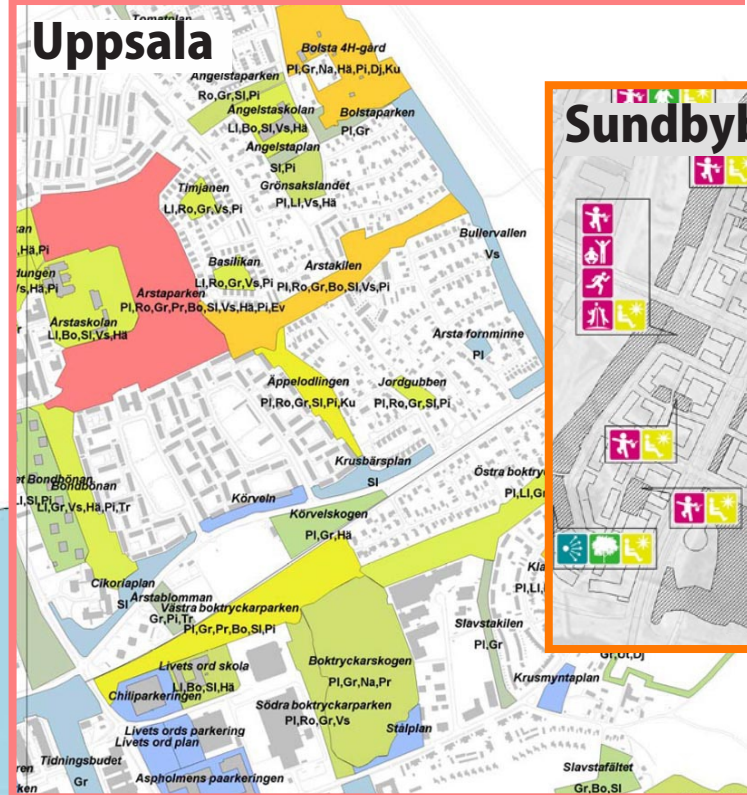 Uppsala
Bolsta 4H-gård
Pl,Gr,Na,Hä,Pi,Dj,Ku
Ängelstaparken
Ro,Gr,Sl,Pi
Ängelstaskolan
Ll,Bo,Sl,Vs,Hä
Bolstaparken
Pl,Gr
Ängelstaplan
Sl,Pi
Grönsakslandet
Pl,Ll,Vs,Hä
Sundbyb
Timjanen
Ll,Ro,Gr,Vs,Pi
Bullervallen
Vs
Basilikan
Ll,Ro,Gr,Vs,Pi
Årstakilen
Pl,Ro,Gr,Bo,Sl,Vs,Pi
Årstaparken
Pl,Ro,Gr,Pr,Bo,Sl,Vs,Hä,Pi,Ev
Årstaskolan
Ll,Bo,Sl,Vs,Hä
Årsta fornminne
Pl
Äppelodlingen
Pl,Ro,Gr,Sl,Pi,Ku
Jordgubben
Pl,Ro,Gr,Sl,Pi
Krusbärsplan
Sl
Bondbönan
Ll,Gr,Vs,Hä,Pi,Tr
Körveln
Östra boktry
Pl,Ll,Gr
Körvelskogen
Pl,Gr,Hä
Cikoriaplan
Sl
Årstablomman
Gr,Pi,Tr
Västra boktryckarparken
Pl,Gr,Pr,Bo,Sl,Pi
Slavstakilen
Pl,Gr
Livets ord skola
Ll,Bo,Sl,Hä
Chiliparkeringen
Boktryckarskogen
Pl,Gr,Na,Pr
Krusmyntaplan
Södra boktryckarparken
Pl,Ro,Gr,Vs
Stålplan
Livets ords parkering
Livets ord plan
Tidningsbudet
Gr
Aspholmens paarkeringen
Slavstafältet
Gr,Bo,Sl